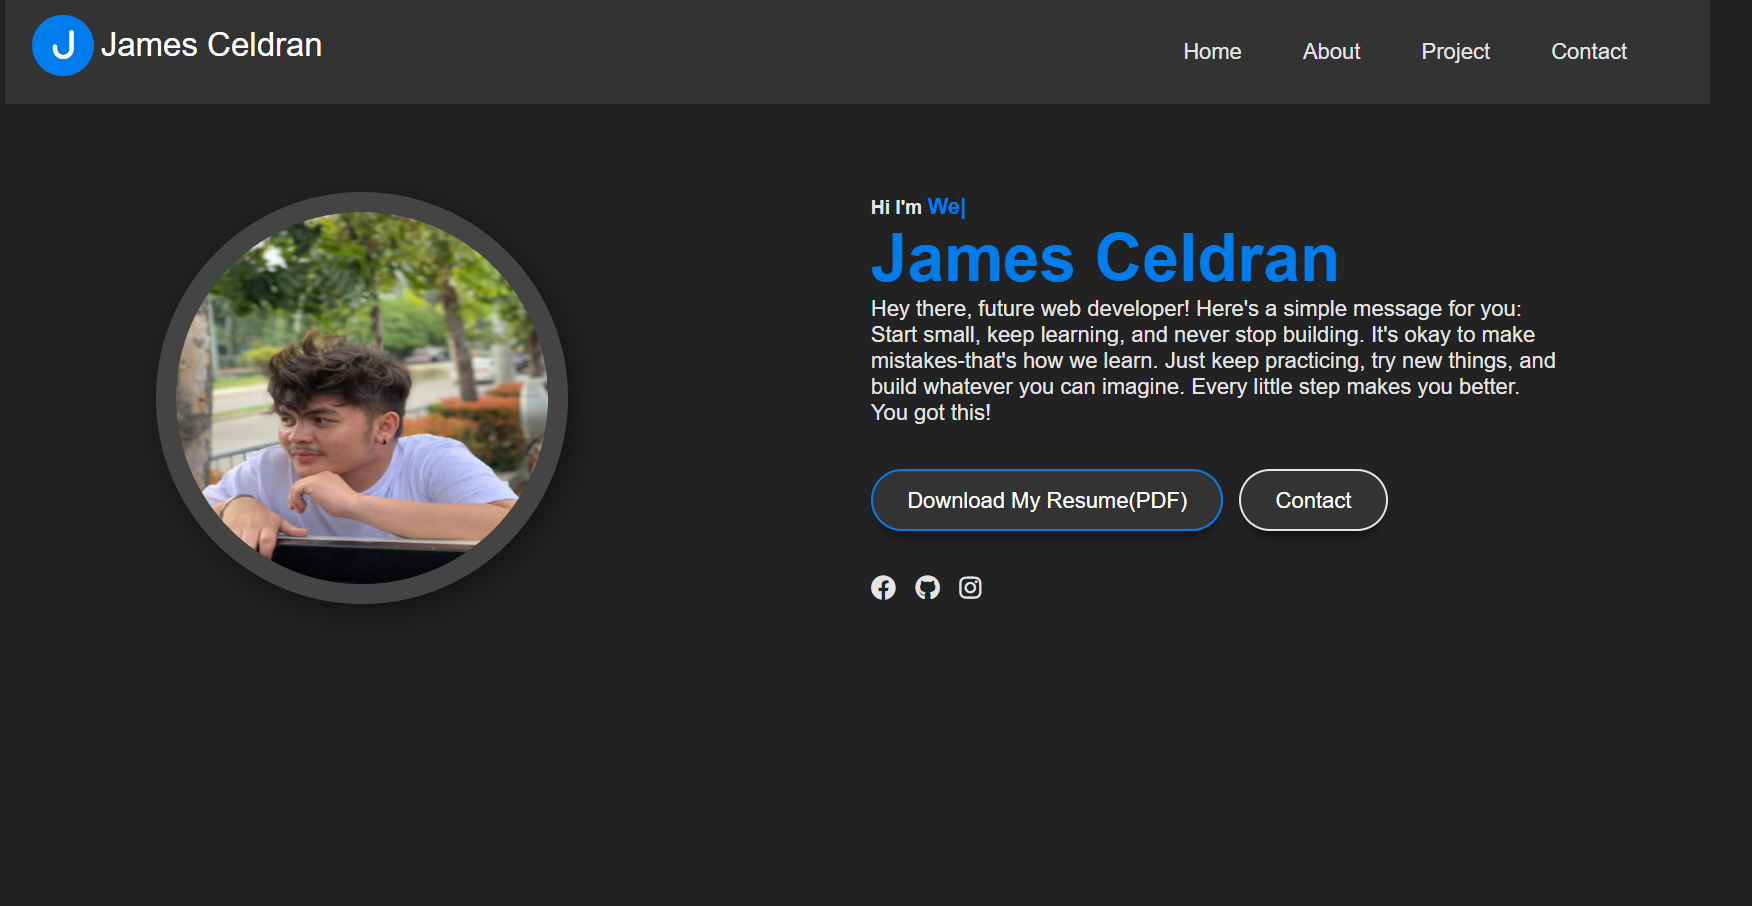 J James Celdran
Home About Project Contact
Hi I'm We|
James Celdran
Hey there, future web developer! Here's a simple message for you:
Start small, keep learning, and never stop building. It's okay to make
mistakes-that's how we learn. Just keep practicing, try new things, and
build whatever you can imagine. Every little step makes you better.
You got this!
Download My Resume(PDF) Contact